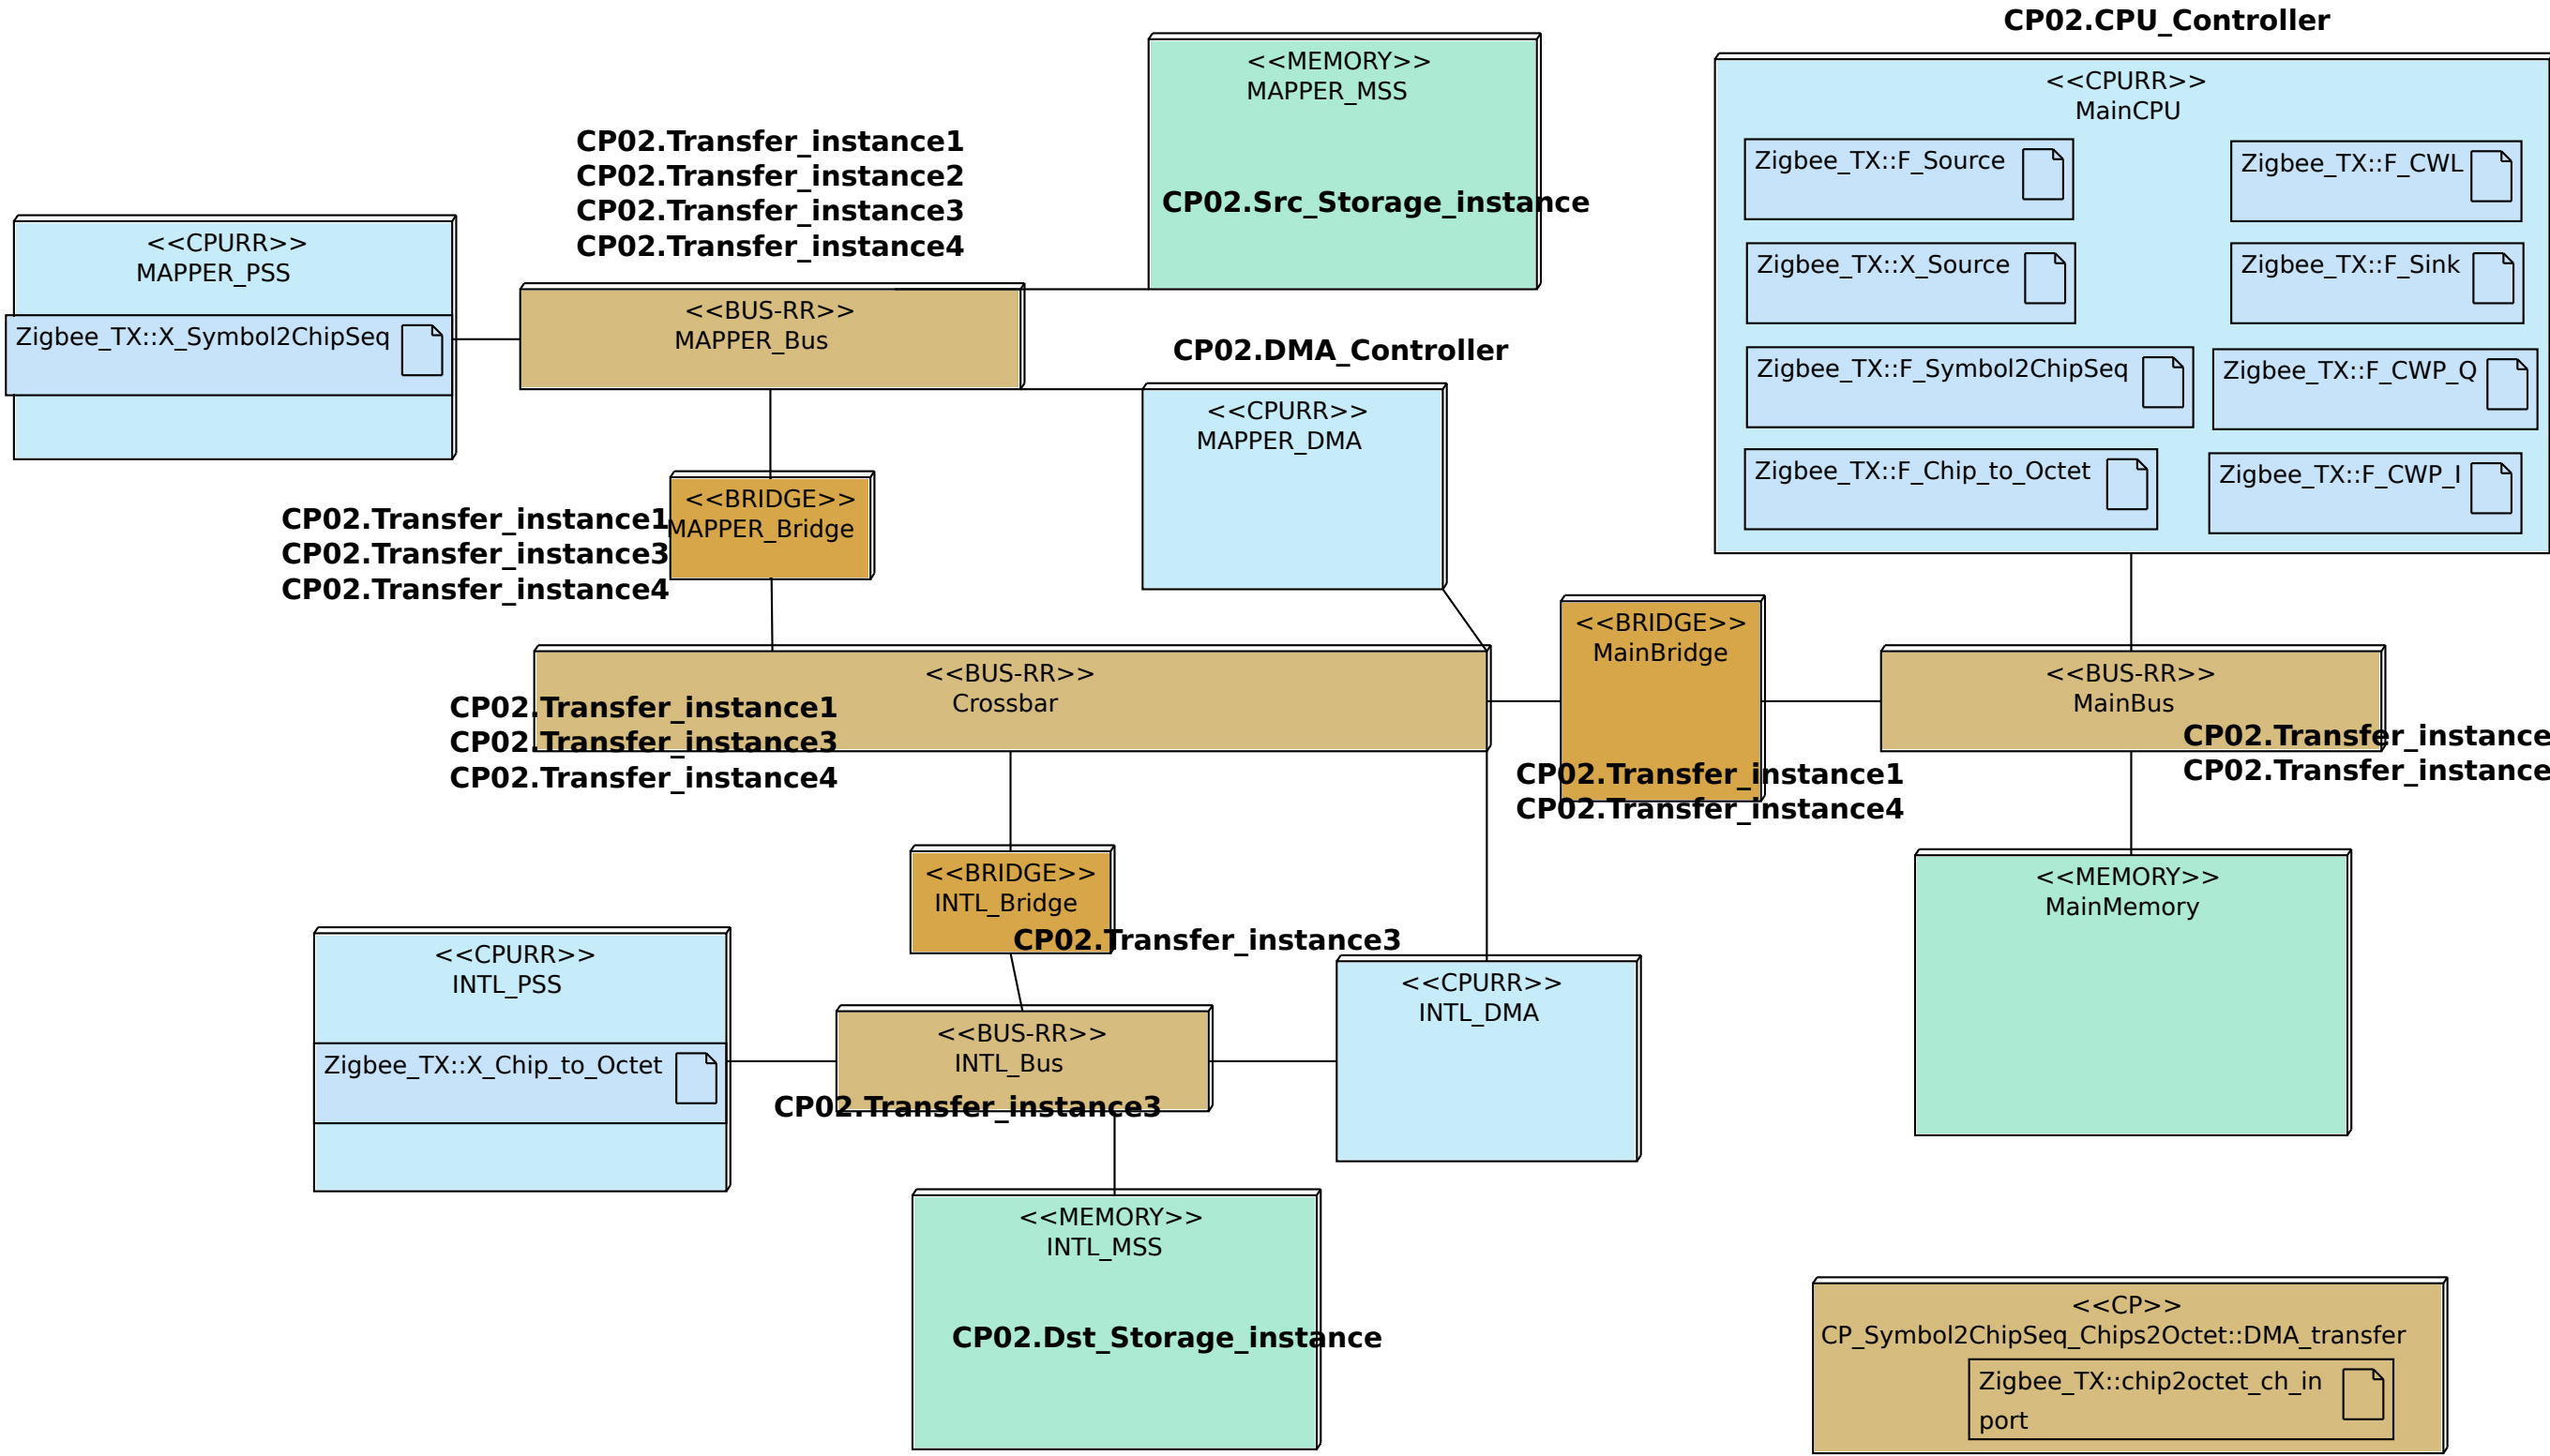 CP02.CPU_Controller
<<MEMORY>>
MAPPER_MSS
CP02.Src_Storage_instance
<<CPURR>>
MainCPU
Zigbee_TX::F_Source
Zigbee_TX::F_CWL
Zigbee_TX::X_Source
Zigbee_TX::F_Sink
Zigbee_TX::F_Symbol2ChipSeq
Zigbee_TX::F_CWP_Q
Zigbee_TX::F_Chip_to_Octet
Zigbee_TX::F_CWP_I
CP02.Transfer_instance1
CP02.Transfer_instance2
CP02.Transfer_instance3
CP02.Transfer_instance4
<<CPURR>>
MAPPER_PSS
Zigbee_TX::X_Symbol2ChipSeq
<<BUS-RR>>
MAPPER_Bus
CP02.DMA_Controller
<<CPURR>>
MAPPER_DMA
<<BRIDGE>>
MAPPER_Bridge
CP02.Transfer_instance1
CP02.Transfer_instance3
CP02.Transfer_instance4
<<BUS-RR>>
Crossbar
CP02.Transfer_instance1
CP02.Transfer_instance3
CP02.Transfer_instance4
<<BRIDGE>>
MainBridge
CP02.Transfer_instance1
CP02.Transfer_instance4
<<BUS-RR>>
MainBus
CP02.Transfer_instance
CP02.Transfer_instance
<<BRIDGE>>
INTL_Bridge
CP02.Transfer_instance3
<<MEMORY>>
MainMemory
<<CPURR>>
INTL_PSS
Zigbee_TX::X_Chip_to_Octet
<<BUS-RR>>
INTL_Bus
CP02.Transfer_instance3
<<CPURR>>
INTL_DMA
<<MEMORY>>
INTL_MSS
CP02.Dst_Storage_instance
<<CP>>
CP_Symbol2ChipSeq_Chips2Octet::DMA_transfer
Zigbee_TX::chip2octet_ch_in
port